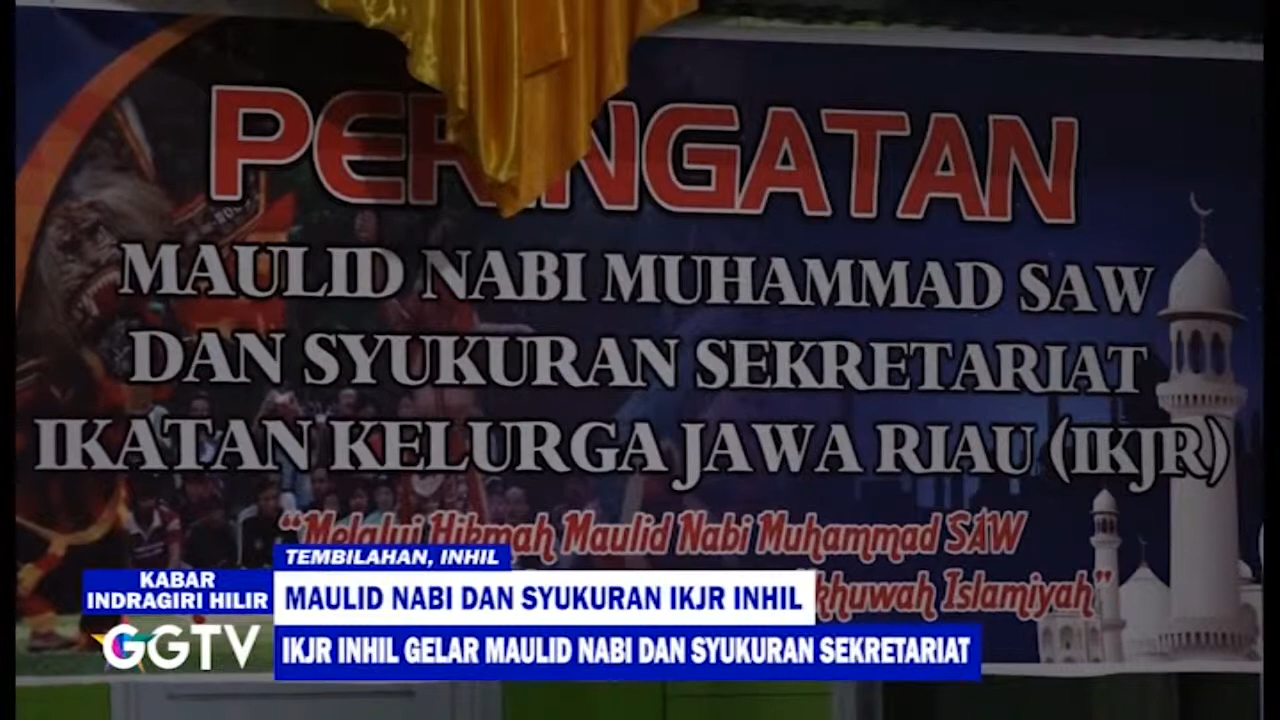 PERINGATAN
MAULID NABI MUHAMMAD SAW
DAN SYUKURAN SEKRETARIAT
IKATAN KELURGA JAWA RIAU (IKJR)
"Melalui Hikmah Maulid Nabi Muhammad SAW
Ukhuwah Islamiyah"
TEMBILAHAN, INHIL
KABAR
INDRAGIRI HILIR
MAULID NABI DAN SYUKURAN IKJR INHIL
GGTV
IKJR INHIL GELAR MAULID NABI DAN SYUKURAN SEKRETARIAT